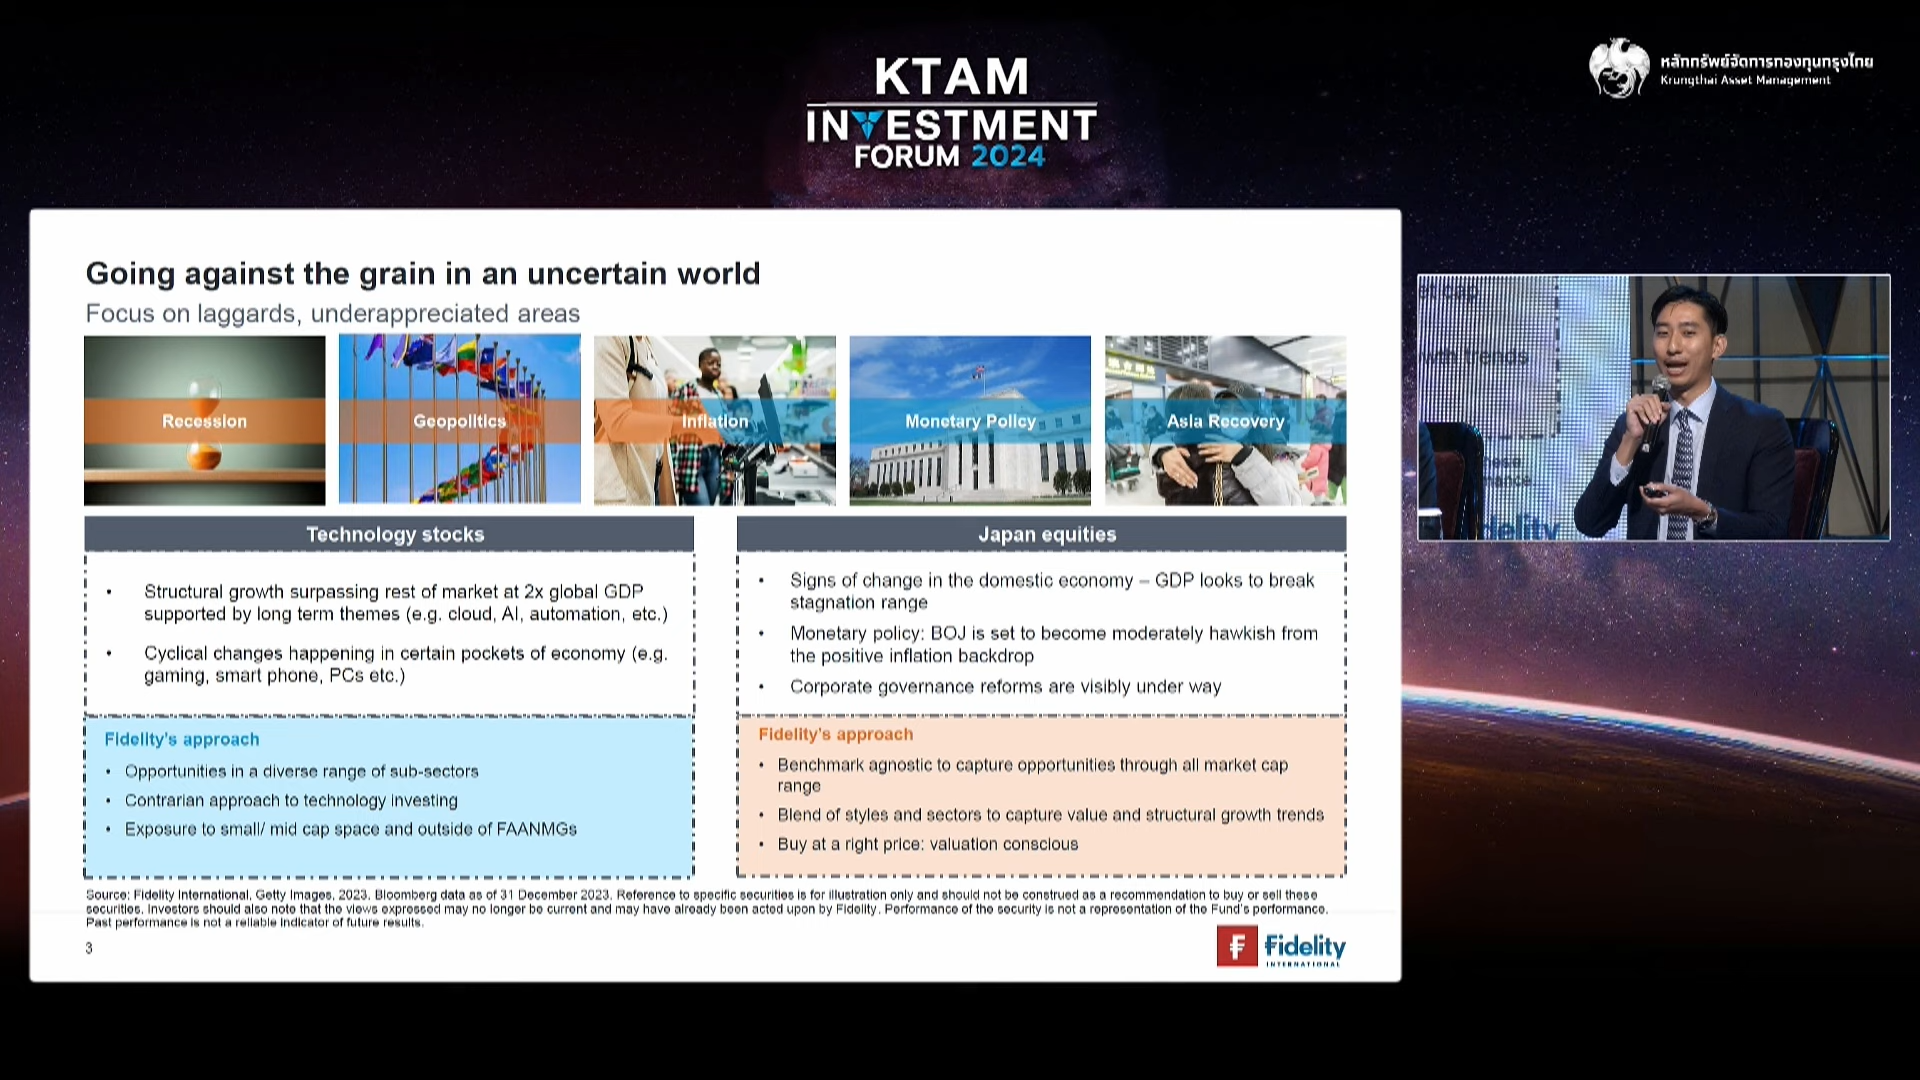 KTAM
INVESTMENT
FORUM 2024
หลักทรัพย์จัดการกองทุนกรุงไทย
Krungthai Asset Management
Going against the grain in an uncertain world
Focus on laggards, underappreciated areas
Recession
Geopolitics
Inflation
Monetary Policy
Asia Recovery
Technology stocks
• Structural growth surpassing rest of market at 2x global GDP
supported by long term themes (e.g. cloud, AI, automation, etc.)
• Cyclical changes happening in certain pockets of economy (e.g.
gaming, smart phone, PCs etc.)
Fidelity's approach
• Opportunities in a diverse range of sub-sectors
• Contrarian approach to technology investing
• Exposure to small/ mid cap space and outside of FAANMGs
Japan equities
• Signs of change in the domestic economy – GDP looks to break
stagnation range
• Monetary policy: BOJ is set to become moderately hawkish from
the positive inflation backdrop
• Corporate governance reforms are visibly under way
Fidelity's approach
• Benchmark agnostic to capture opportunities through all market cap
range
• Blend of styles and sectors to capture value and structural growth trends
• Buy at a right price: valuation conscious
Source: Fidelity International, Getty Images, 2023. Bloomberg data as of 31 December 2023. Reference to specific securities is for illustration only and should not be construed as a recommendation to buy or sell these
securities. Investors should also note that the views expressed may no longer be current and may have already been acted upon by Fidelity. Performance of the security is not a representation of the Fund's performance.
Past performance is not a reliable indicator of future results.
3
Fidelity
INTERNATIONAL
et cap
wth trends
delity